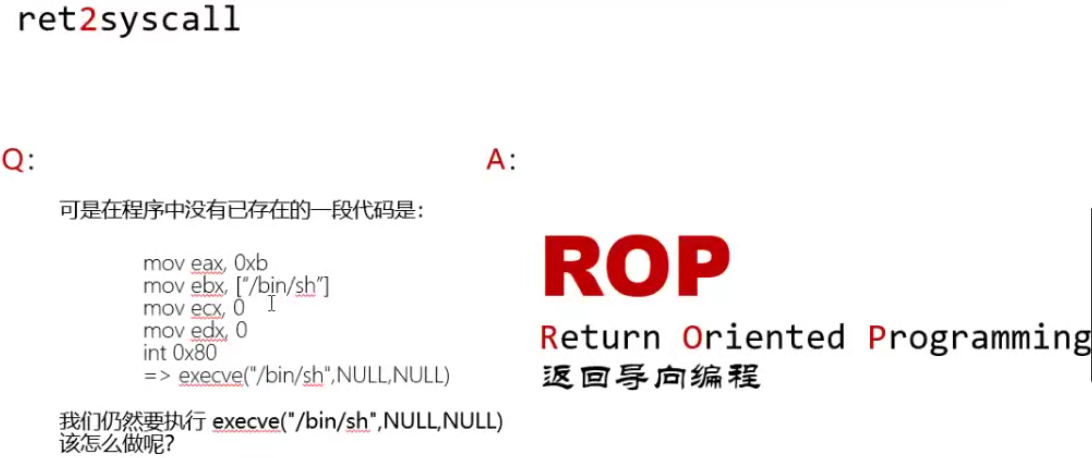 ret2syscall
Q:
可是在程序中没有已存在的一段代码是：
mov eax, 0xb
mov ebx, [“/bin/sh”]
mov ecx, 0
mov edx, 0
int 0x80
=> execve("/bin/sh",NULL,NULL)
我们仍然要执行 execve("/bin/sh",NULL,NULL)
该怎么做呢？
A:
ROP
Return Oriented Programming
返回导向编程